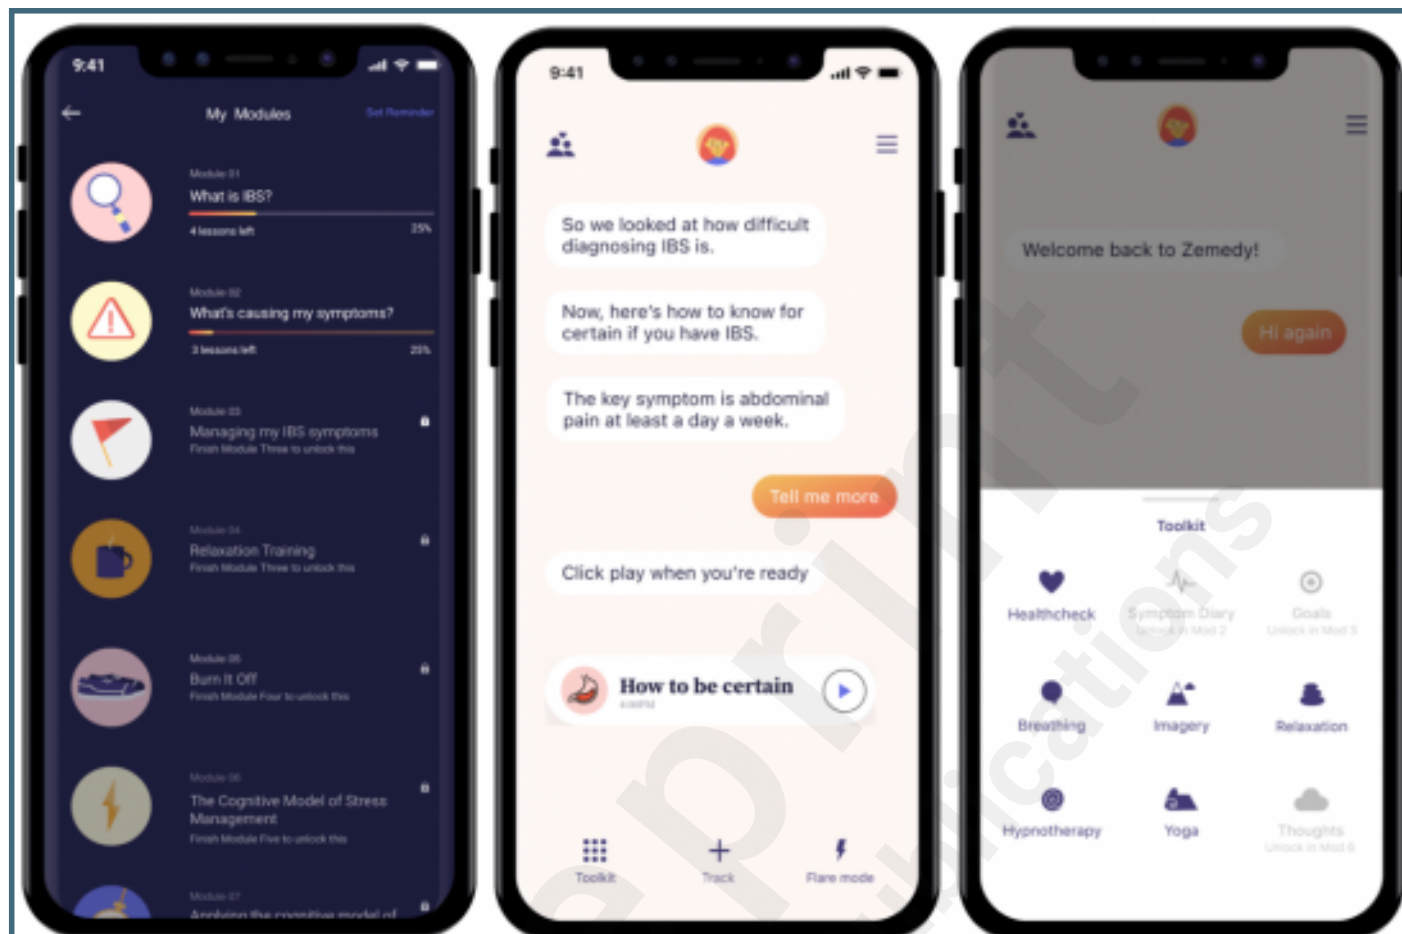 9:41
My Modules
Set Reminder
Module 01
What is IBS?
4 lessons left
25%
Module 02
What's causing my symptoms?
3 lessons left
25%
Module 03
Managing my IBS symptoms
Finish Module Three to unlock this
Module 04
Relaxation Training
Finish Module Three to unlock this
Module 05
Burn It Off
Finish Module Four to unlock this
Module 06
The Cognitive Model of Stress
Management
Finish Module Five to unlock this
Module 07
Applying the cognitive model of
9:41
So we looked at how difficult
diagnosing IBS is.
Now, here's how to know for
certain if you have IBS.
The key symptom is abdominal
pain at least a day a week.
Tell me more
Click play when you're ready
How to be certain
Toolkit
Track
Flare mode
Welcome back to Zemedy!
Hi again
Toolkit
Healthcheck
Symptom Diary
Unlock in Mod 2
Goals
Unlock in Mod 3
Breathing
Imagery
Relaxation
Hypnotherapy
Yoga
Thoughts
Unlock in Mod 6
eprint
ublications